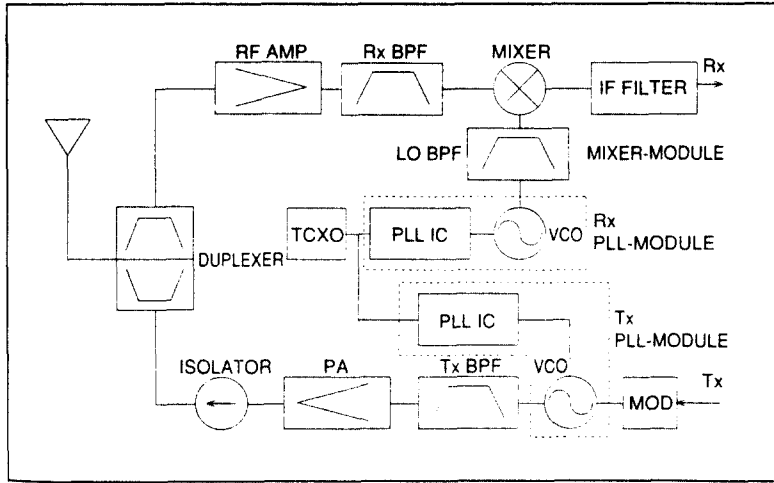 RF AMP
Rx BPF
MIXER
IF FILTER
Rx
LO BPF
MIXER-MODULE
TCXO
PLL IC
VCO
Rx
PLL-MODULE
DUPLEXER
PLL IC
Tx
PLL-MODULE
ISOLATOR
PA
Tx BPF
VCO
MOD
Tx